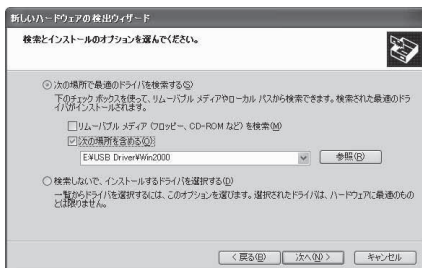 新しいハードウェアの検出ウィザード
検索とインストールのオプションを選んでください。
次の場所で最適のドライバを検索する(S)
下のチェック ボックスを使って、リムーバブル メディアやローカル パスから検索できます。検索された最適のドラ
イバがインストールされます。
リムーバブル メディア (フロッピー、CD-ROM など) を検索(M)
次の場所を含める(O)
E:¥USB Driver¥Win2000
参照(R)
検索しないで、インストールするドライバを選択する(D)
一覧からドライバを選択するには、このオプションを選びます。選択されたドライバは、ハードウェアに最適のもの
とは限りません。
< 戻る(B)
次へ(N) >
キャンセル